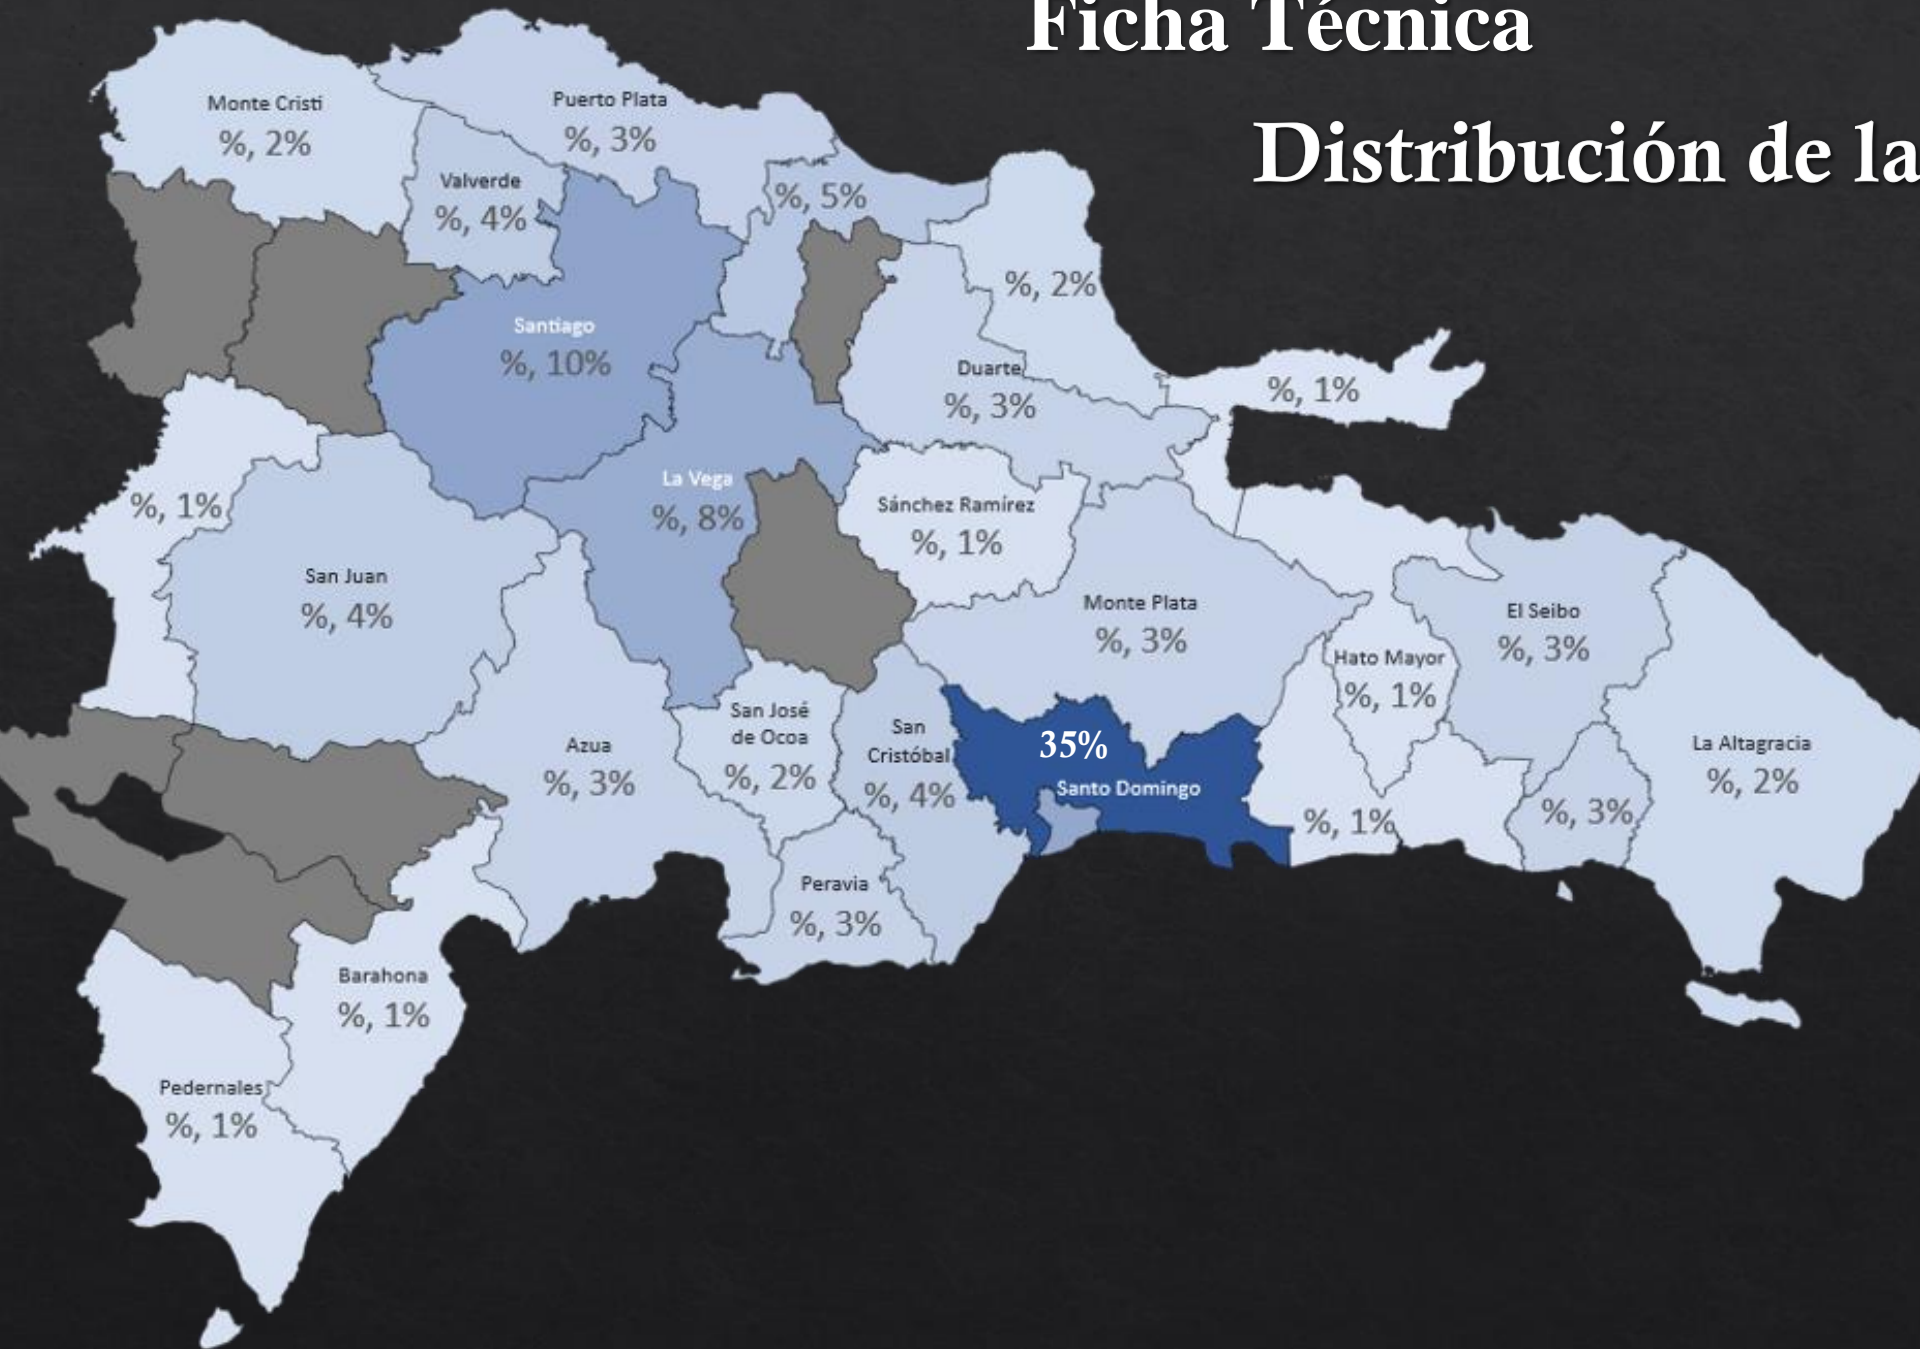 Ficha Técnica
Distribución de la
Monte Cristi
%, 2%
Puerto Plata
%, 3%
Valverde
%, 4%
%, 5%
%, 2%
Santiago
%, 10%
Duarte
%, 3%
%, 1%
%, 1%
La Vega
%, 8%
Sánchez Ramírez
%, 1%
San Juan
%, 4%
Monte Plata
%, 3%
El Seibo
%, 3%
Hato Mayor
%, 1%
San José
de Ocoa
%, 2%
San
Cristóbal
%, 4%
Azua
%, 3%
35%
Santo Domingo
La Altagracia
%, 2%
%, 1%
%, 3%
Peravia
%, 3%
Barahona
%, 1%
Pedernales
%, 1%